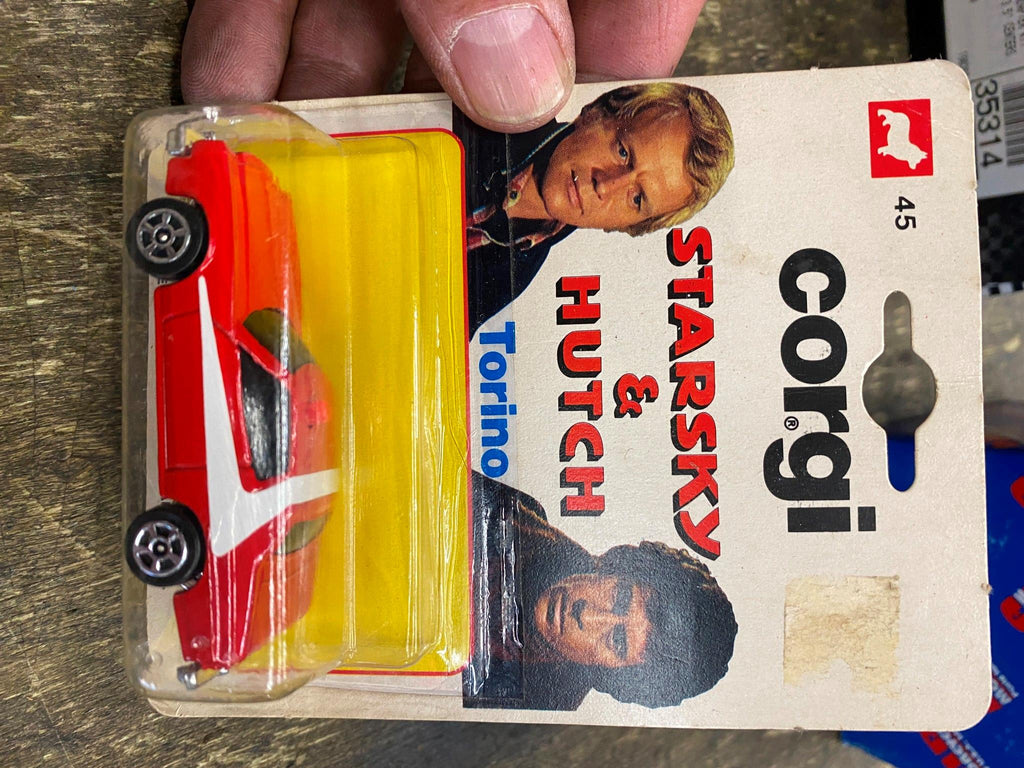 45
corgi®
STARSKY
&
HUTCH
Torino
35314